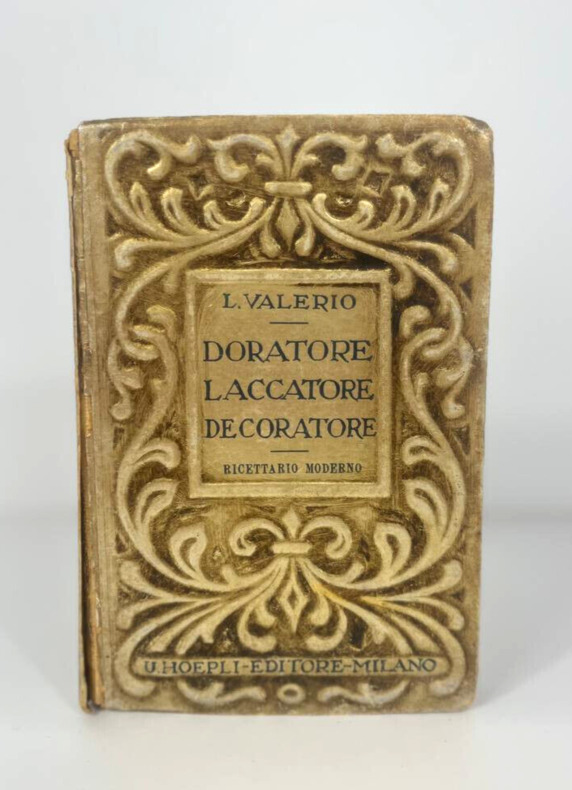 L. VALERIO
DORATORE
LACCATORE
DECORATORE
RICETTARIO MODERNO
U. HOEPLI-EDITORE-MILANO